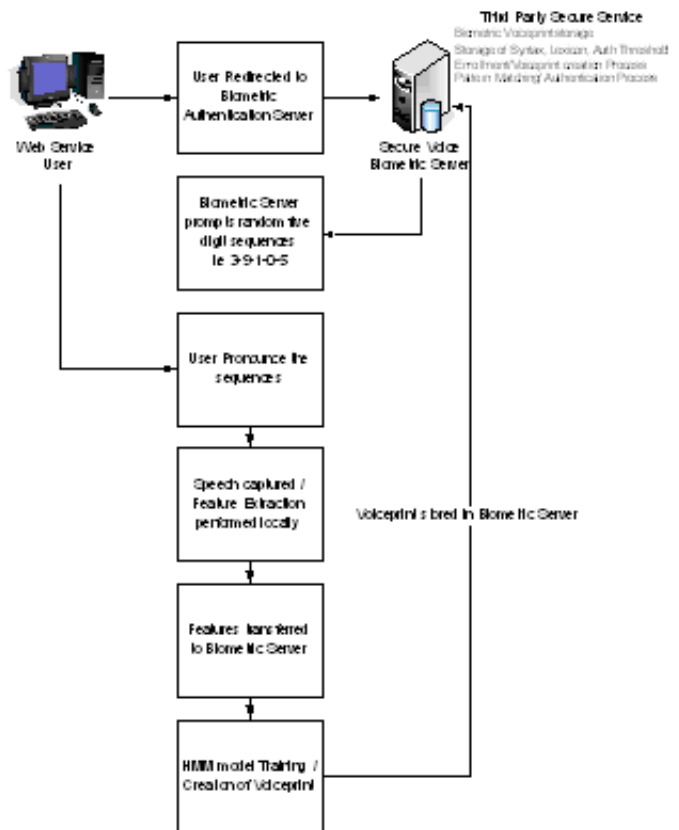 Third Party Secure Service
Biometric Voiceprint storage
Storage of Syntax, Lexicon, Auth Threshold
Enrollment/Voiceprint creation Process
Pattern Matching/ Authentication Process
User Redirected to
Biometric
Authentication Server
Web Service
User
Secure Voice
Biometric Server
Biometric Server
prompts random five
digit sequences
ie 3-9-1-0-5
User Pronounce the
sequences
Speech captured /
Feature Extraction
performed locally
Voiceprint stored in Biometric Server
Features transferred
to Biometric Server
HMM model Training /
Creation of Voiceprint